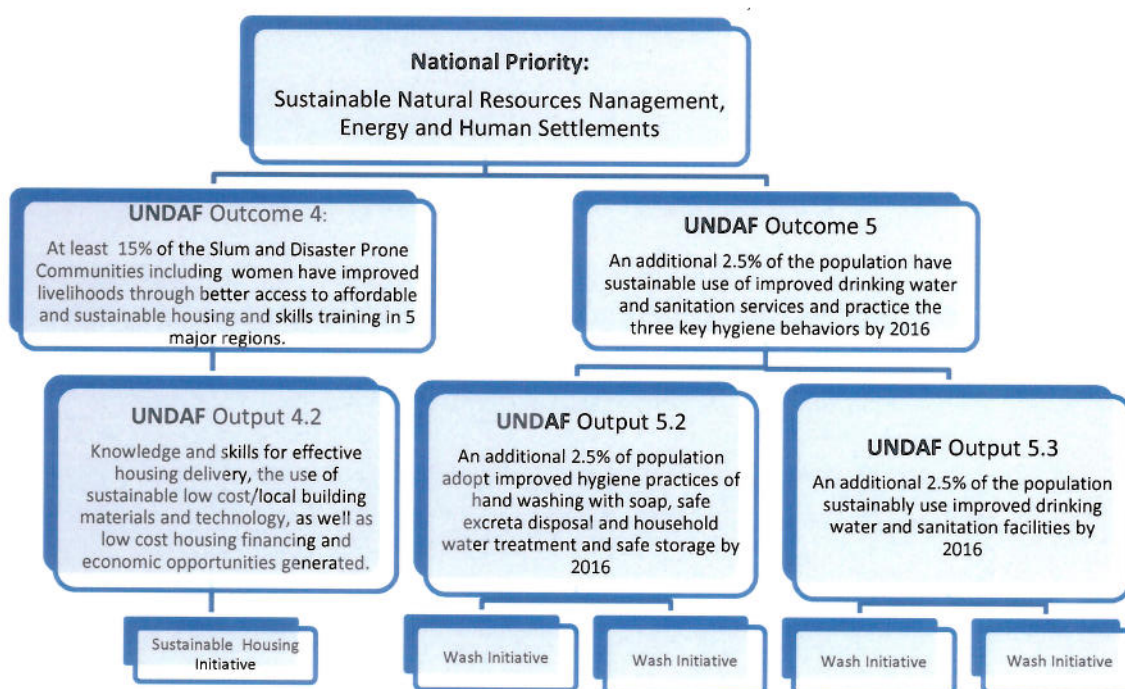 National Priority:
Sustainable Natural Resources Nanagement,
Energy and Human Settlements
UNDAF Outcome 4:
At least 15% of the Slum and Disaster Prone
Communities including women have improved
livelihoods through better access to affordable
and sustainable housing and skills training in 5
major regions.
UNDAF Outcome 5
An additional 2.5% of the population have
sustainable use of improved drinking water
and sanitation services and practice the
three key hygiene behaviors by 2016
UNDAF Output 4.2
Knowledge and skills for effective
housing delivery, the use of
sustainable low cost/local building
materials and technology, as well as
low cost housing financing and
economic opportunities generated.
UNDAF Output 5.2
An additional 2.5% of population
adopt improved hygiene practices of
hand washing with soap, safe
excreta disposal and household
water treatment and safe storage by
2016
UNDAF Output 5.3
An additional 2.5% of the population
sustainably use improved drinking
water and sanitation facilities by
2016
Sustainable Housing
Initiative
Wash Initiative
Wash Initiative
Wash Initiative
Wash Initiative